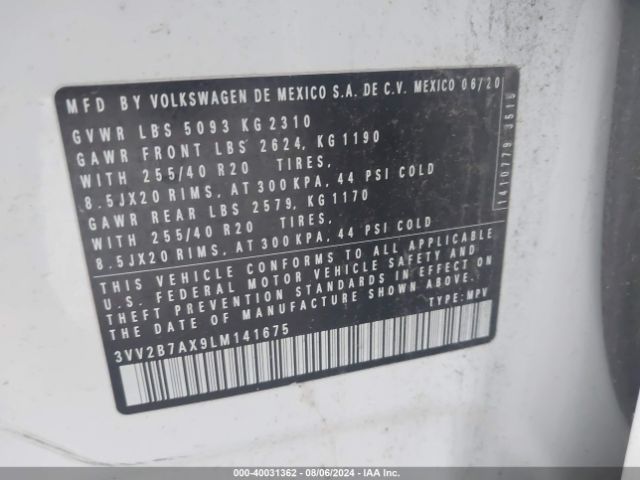 MFD BY VOLKSWAGEN DE MEXICO S.A. DE C.V. MEXICO 06/20
GVWR LBS 5093 KG 2310
GAWR FRONT LBS 2624, KG 1190
WITH 255/40 R20 TIRES,
8.5JX20 RIMS, AT 300 KPA, 44 PSI COLD
GAWR REAR LBS 2579, KG 1170
WITH 255/40 R20 TIRES,
8.5JX20 RIMS, AT 300 KPA, 44 PSI COLD
THIS VEHICLE CONFORMS TO ALL APPLICABLE
U.S. FEDERAL MOTOR VEHICLE SAFETY AND
THEFT PREVENTION STANDARDS IN EFFECT ON
THE DATE OF MANUFACTURE SHOWN ABOVE.
TYPE: MPV
3VV2B7AX9LM141675
1410779
000-40031362 - 08/06/2024 - IAA Inc.